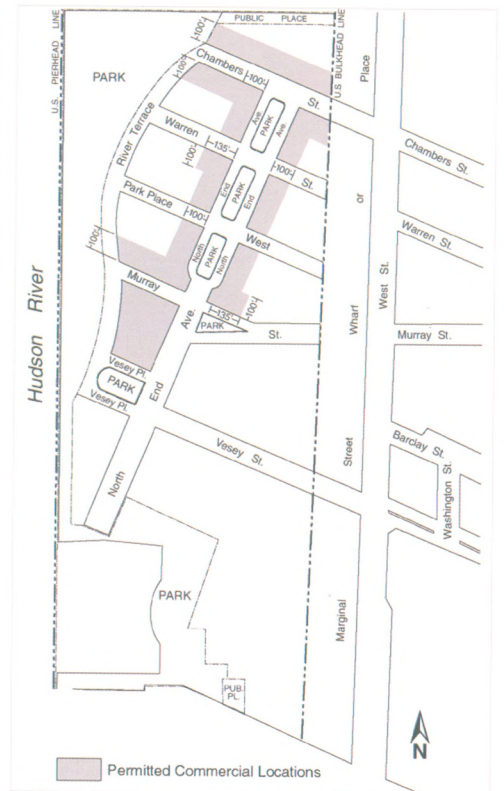 U.S. PIERHEAD LINE
PUBLIC PLACE
U.S. BULKHEAD LINE
Place
100'
PARK
Chambers
St.
100'
100'
Ave.
PARK
Ave.
Chambers St.
River Terrace
Warren
135'
100'
100'
St.
End
PARK
End
or
Park Place
100'
West
Warren St.
West St.
100'
North
PARK
North
Murray
Hudson River
Ave.
135'
100'
PARK
St.
Wharf
Murray St.
Vesey Pl.
PARK
Vesey Pl.
End
Vesey St.
Street
Barclay St.
Washington St.
North
PARK
Marginal
PUB.
PL.
N
Permitted Commercial Locations